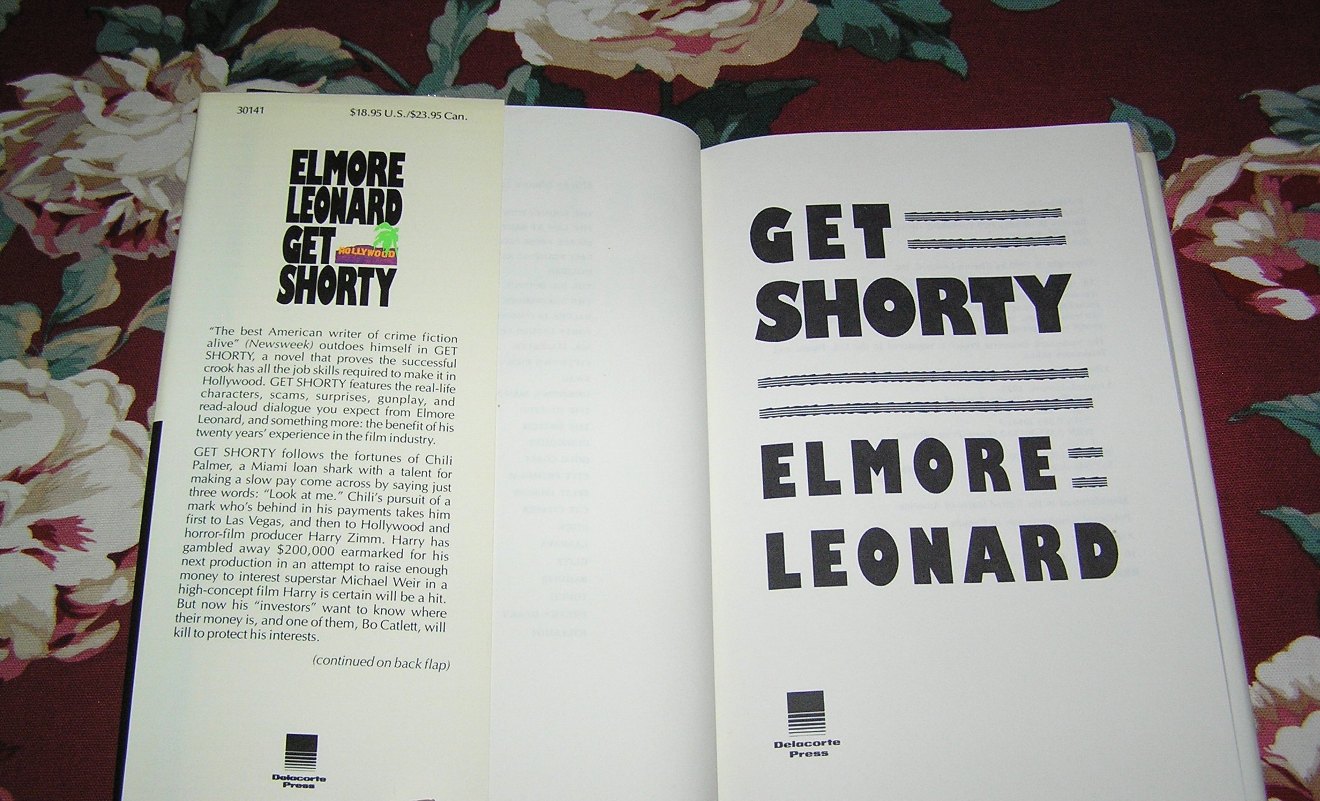 30141 $18.95 U.S./$23.95 Can.
ELMORE
LEONARD
GET
HOLLYWOOD
SHORTY
"The best American writer of crime fiction
alive" (Newsweek) outdoes himself in GET
SHORTY, a novel that proves the successful
crook has all the job skills required to make it in
Hollywood. GET SHORTY features the real-life
characters, scams, surprises, gunplay, and
read-aloud dialogue you expect from Elmore
Leonard, and something more: the benefit of his
twenty years' experience in the film industry.
GET SHORTY follows the fortunes of Chili
Palmer, a Miami loan shark with a talent for
making a slow pay come across by saying just
three words: "Look at me." Chili's pursuit of a
mark who's behind in his payments takes him
first to Las Vegas, and then to Hollywood and
horror-film producer Harry Zimm. Harry has
gambled away $200,000 earmarked for his
next production in an attempt to raise enough
money to interest superstar Michael Weir in a
high-concept film Harry is certain will be a hit.
But now his "investors" want to know where
their money is, and one of them, Bo Catlett, will
kill to protect his interests.
(continued on back flap)
Delacorte
Press
GET
SHORTY
ELMORE
LEONARD
Delacorte
Press